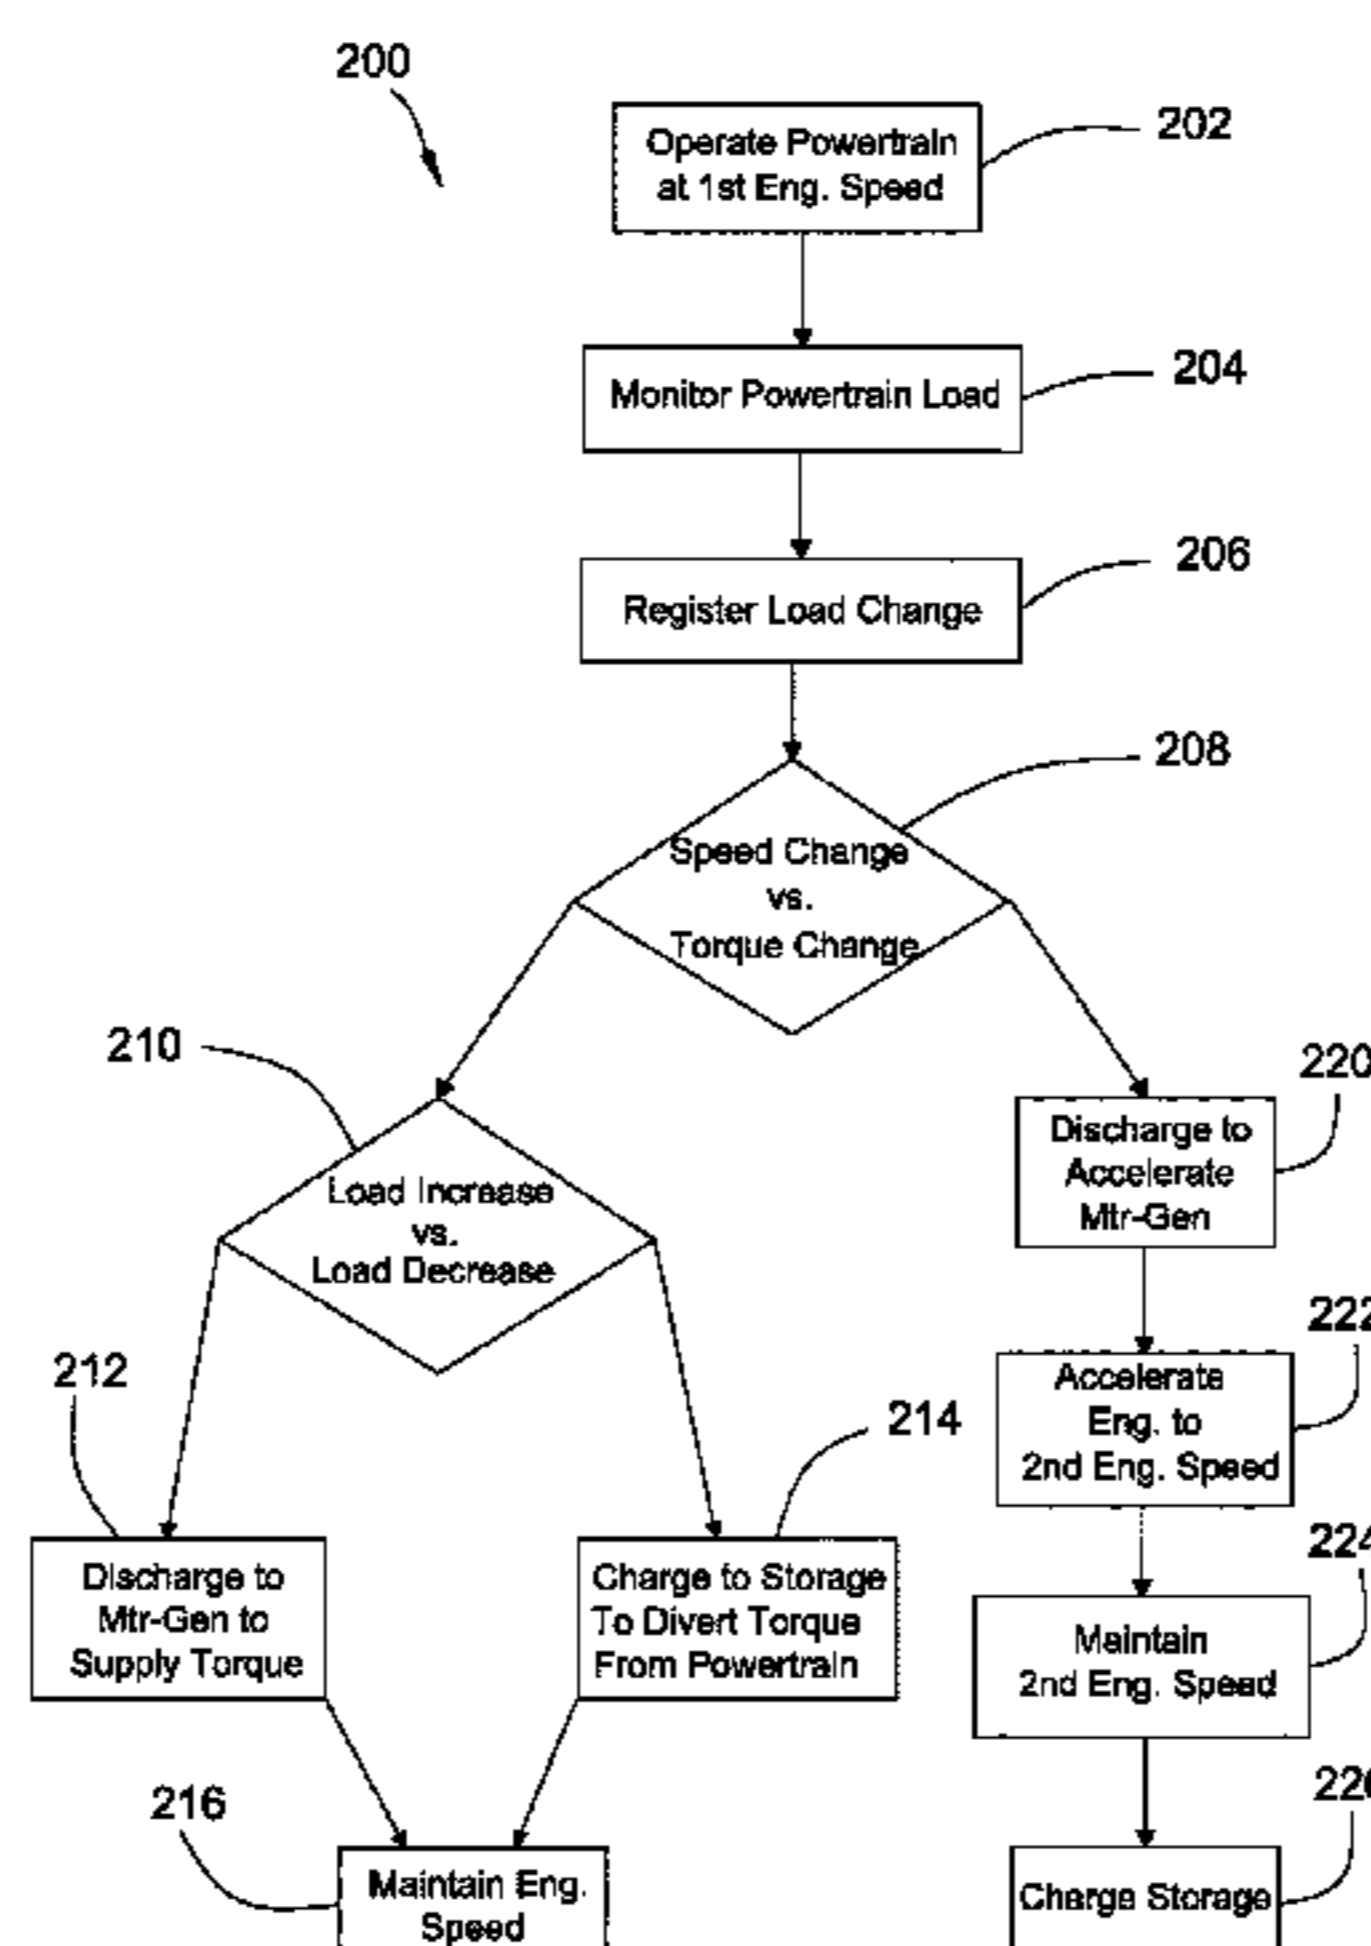 200
Operate Powertrain
at 1st Eng. Speed
202
Monitor Powertrain Load
204
Register Load Change
206
Speed Change
vs.
Torque Change
208
210
Load Increase
vs.
Load Decrease
220
Discharge to
Accelerate
Mtr-Gen
222
Accelerate
Eng. to
2nd Eng. Speed
212
Discharge to
Mtr-Gen to
Supply Torque
214
Charge to Storage
To Divert Torque
From Powertrain
224
Maintain
2nd Eng. Speed
216
Maintain Eng.
Speed
Charge Storage